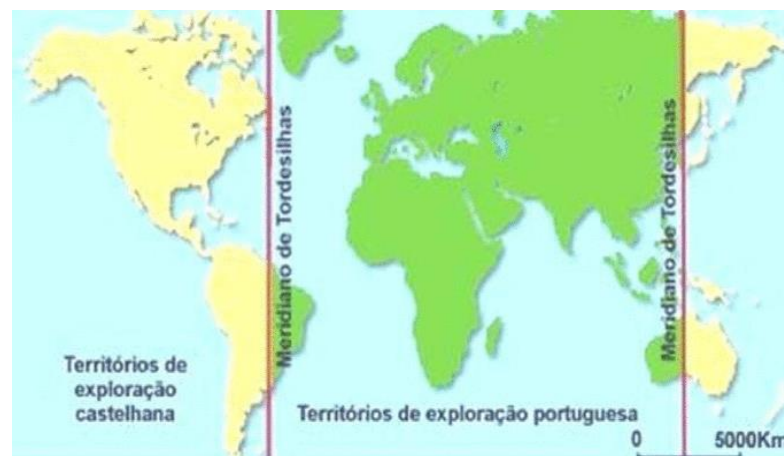 Meridiano de Tordesilhas
Meridiano de Tordesilhas
Territórios de
exploração
castelhana
Territórios de exploração portuguesa
0 5000Km